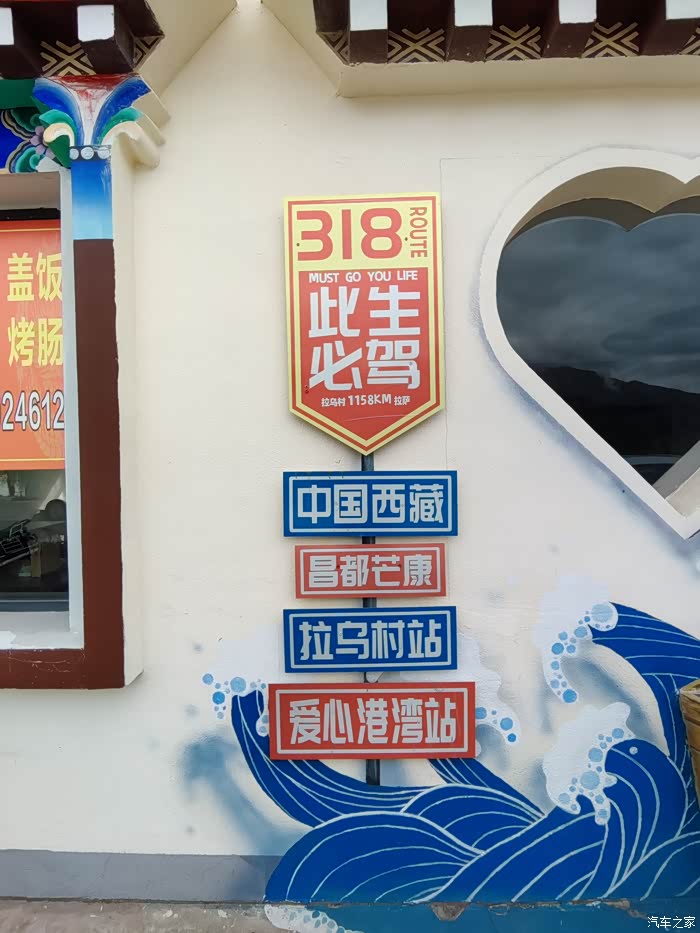 318 ROUTE
MUST GO YOU LIFE
此生
必驾
拉乌村 1158KM 拉萨
中国西藏
昌都芒康
拉乌村站
爱心港湾站
盖饭
烤肠
24612
汽车之家